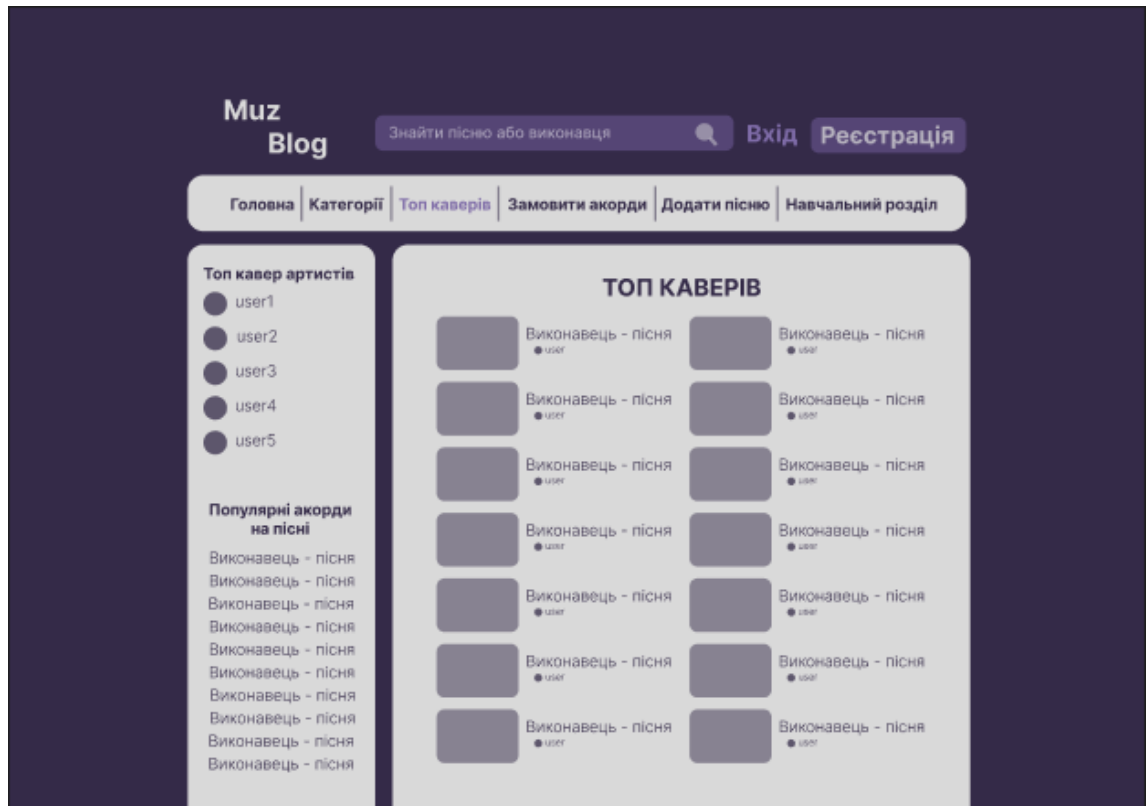 Muz
Blog
Знайти пісню або виконавця
Вхід
Реєстрація
Головна
Категорії
Топ каверів
Замовити акорди
Додати пісню
Навчальний розділ
Топ кавер артистів
user1
user2
user3
user4
user5
Популярні акорди
на пісні
Виконавець - пісня
Виконавець - пісня
Виконавець - пісня
Виконавець - пісня
Виконавець - пісня
Виконавець - пісня
Виконавець - пісня
Виконавець - пісня
Виконавець - пісня
Виконавець - пісня
ТОП КАВЕРІВ
Виконавець - пісня
user
Виконавець - пісня
user
Виконавець - пісня
user
Виконавець - пісня
user
Виконавець - пісня
user
Виконавець - пісня
user
Виконавець - пісня
user
Виконавець - пісня
user
Виконавець - пісня
user
Виконавець - пісня
user
Виконавець - пісня
user
Виконавець - пісня
user
Виконавець - пісня
user
Виконавець - пісня
user